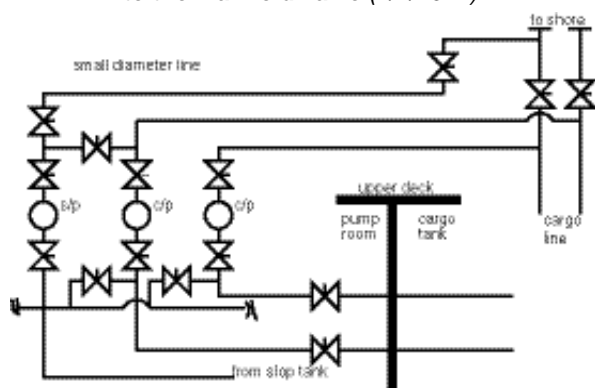 to shore
small diameter line
s/p
c/p
c/p
upper deck
pump
room
cargo
tank
cargo
line
from slop tank